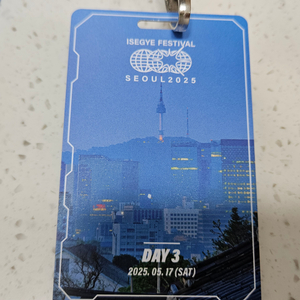 ISEGYE FESTIVAL
SEOUL2025
DAY 3
2025. 05. 17 (SAT)